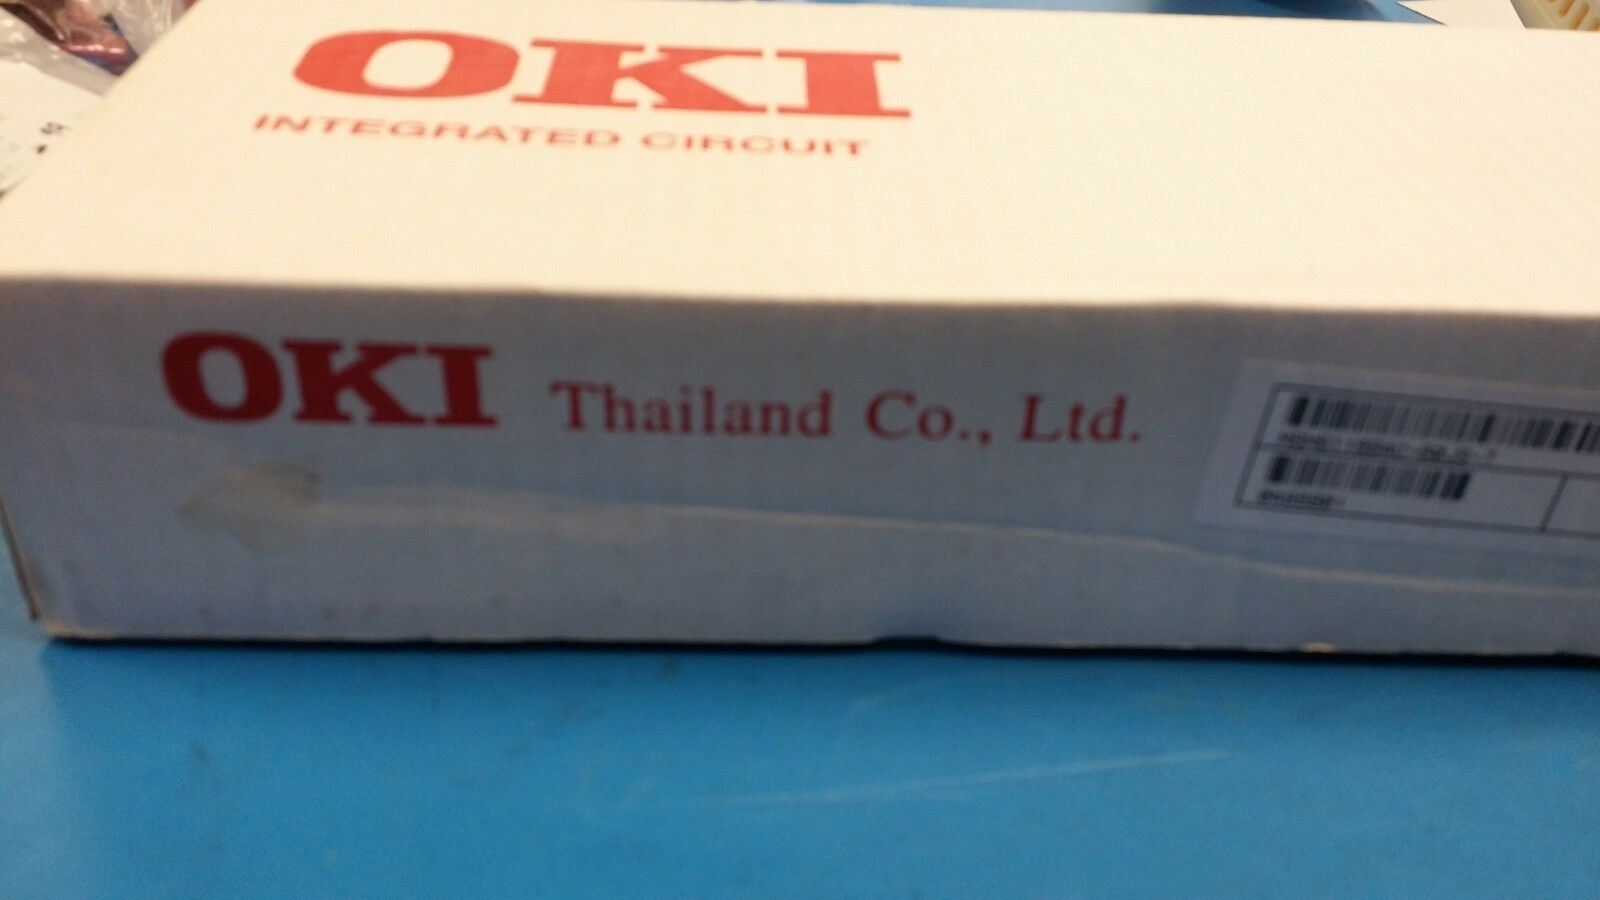 OKI
INTEGRATED CIRCUIT
OKI Thailand Co., Ltd.